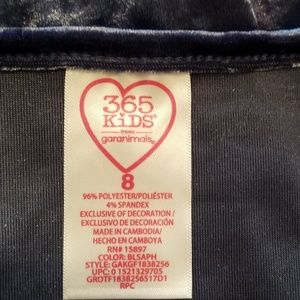 365
KIDS®
from
garanimals
8
96% POLYESTER/POLIÉSTER
4% SPANDEX
EXCLUSIVE OF DECORATION /
EXCLUSIVO DE DECORACIÓN
MADE IN CAMBODIA/
HECHO EN CAMBOYA
RN# 15897
COLOR: BLSAPH
STYLE: GAKGF1838256
UPC: 0 1521329705
GROTF1838256517D1
RPC